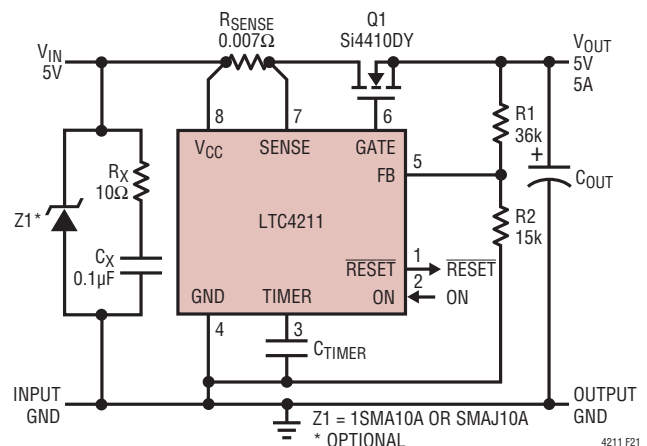 RSENSE
0.007Ω
Q1
Si4410DY
VIN
5V
VOUT
5V
5A
8
7
6
VCC
SENSE
GATE
R1
36k
5
FB
+
COUT
RX
10Ω
Z1*
LTC4211
R2
15k
CX
0.1µF
RESET
1
RESET
2
ON
ON
GND
TIMER
4
3
CTIMER
INPUT
GND
OUTPUT
GND
Z1 = 1SMA10A OR SMAJ10A
* OPTIONAL
4211 F21